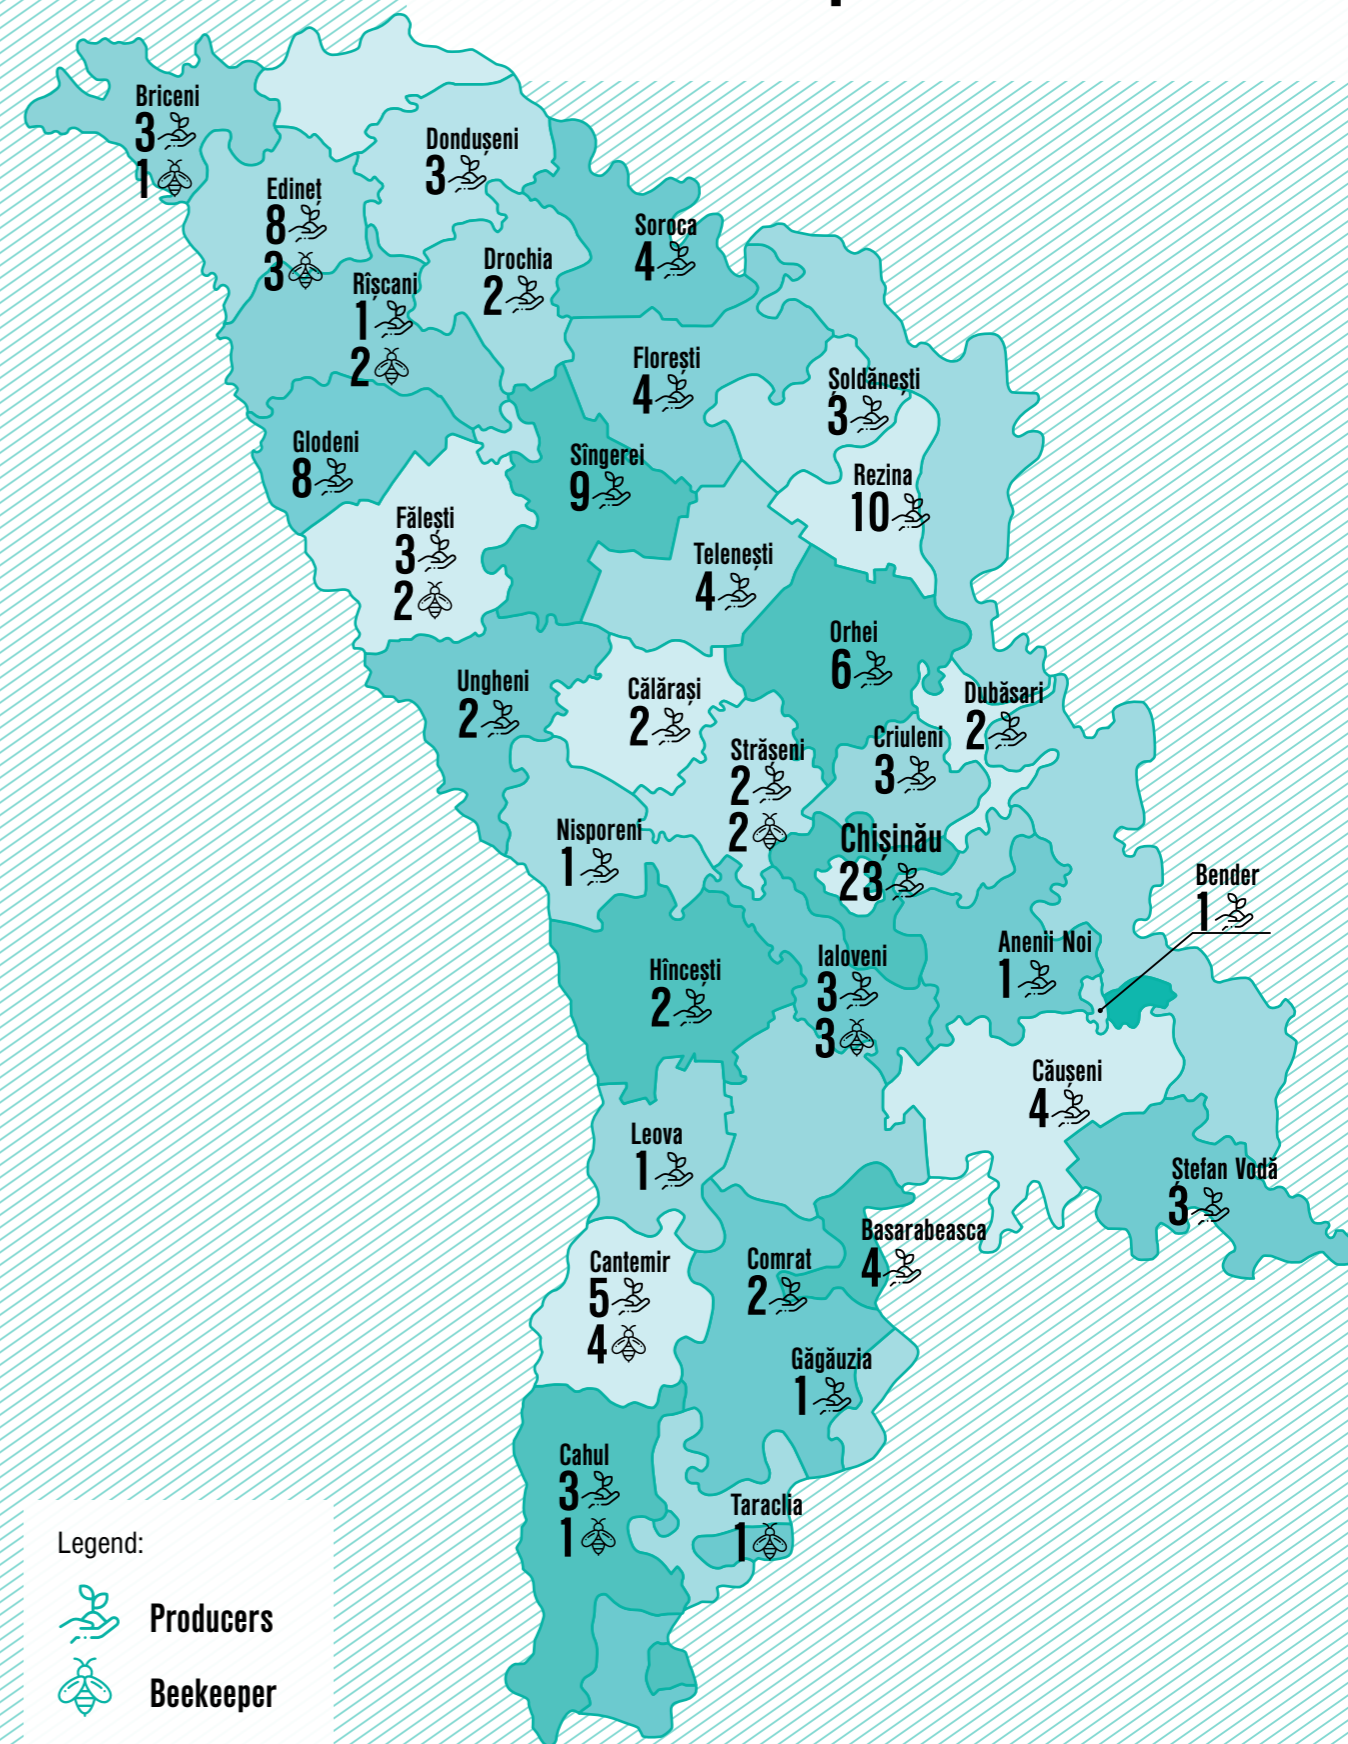 Briceni
3
1
Edineț
8
3
Dondușeni
3
Soroca
4
Drochia
2
Rîșcani
1
2
Florești
4
Șoldănești
3
Glodeni
8
Sîngerei
9
Rezina
10
Fălești
3
2
Telenești
4
Orhei
6
Ungheni
2
Călărași
2
Dubăsari
2
Strășeni
2
2
Criuleni
3
Nisporeni
1
Chișinău
23
Bender
1
Anenii Noi
1
Hîncești
2
Ialoveni
3
3
Căușeni
4
Leova
1
Ștefan Vodă
3
Basarabeasca
4
Cantemir
5
4
Comrat
2
Găgăuzia
1
Cahul
3
1
Taraclia
1
Legend:
Producers
Beekeeper